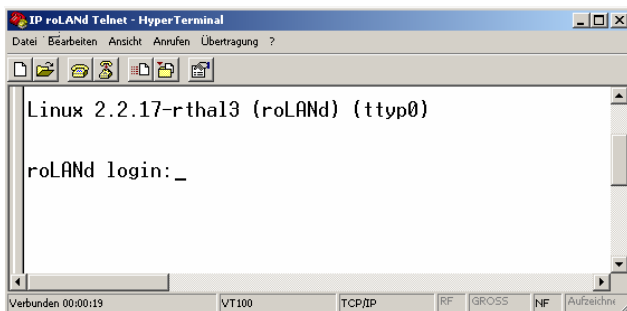 IP roLANd Telnet - HyperTerminal
Datei Bearbeiten Ansicht Anrufen Übertragung ?
Linux 2.2.17-rthal3 (roLANd) (ttyp0)
roLANd login:_
Verbunden 00:00:19 VT100 TCP/IP RF GROSS NF Aufzeichne